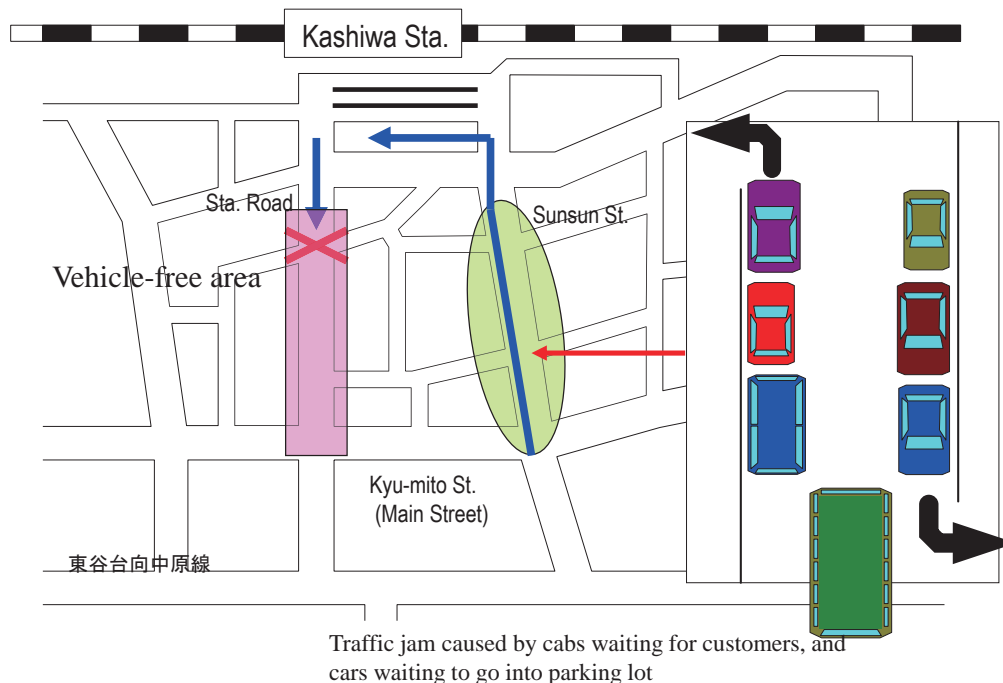 Kashiwa Sta.
Sta. Road
Sunsun St.
Vehicle-free area
Kyu-mito St.
(Main Street)
東谷台向中原線
Traffic jam caused by cabs waiting for customers, and
cars waiting to go into parking lot